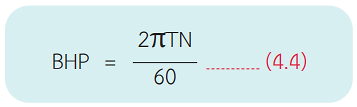 BHP = 2πTN / 60 ............ (4.4)